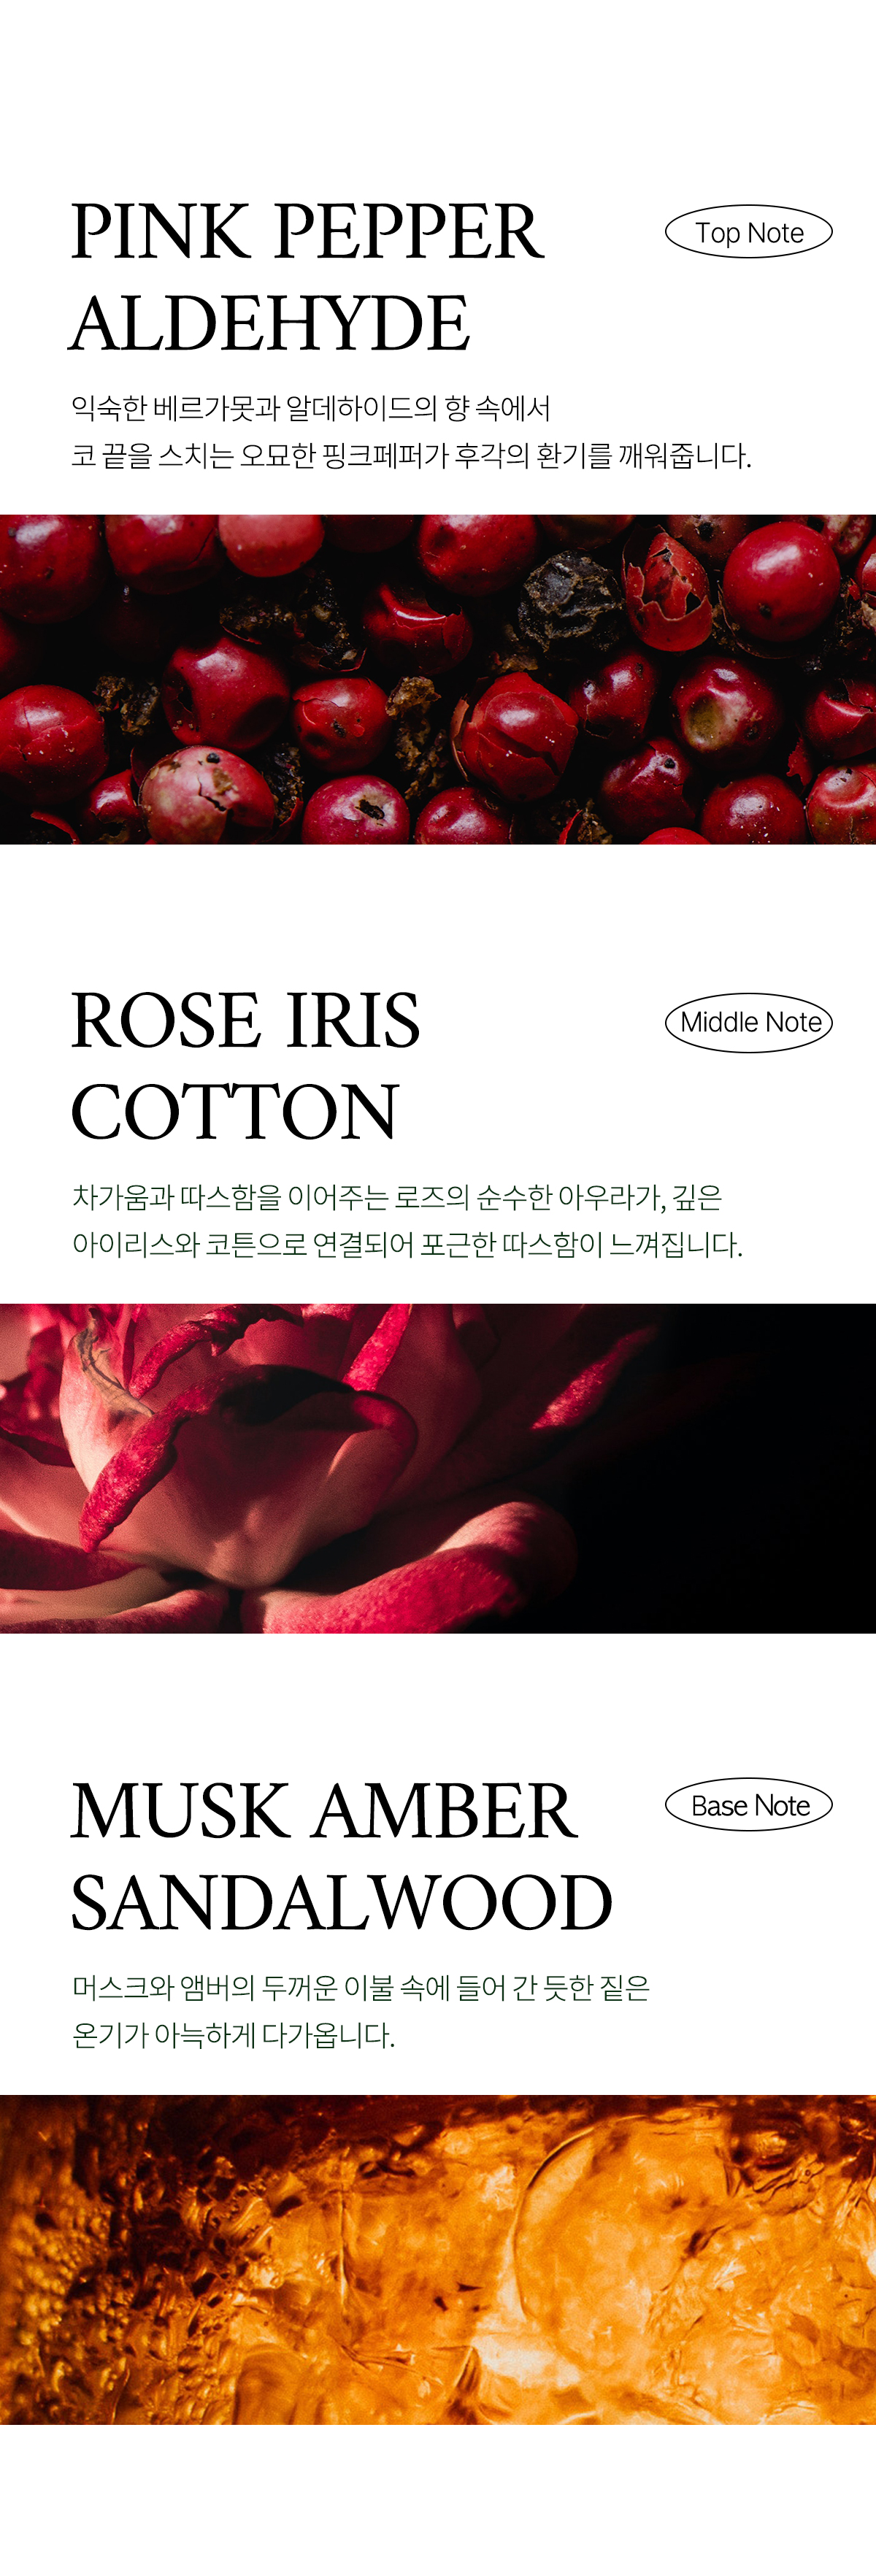 PINK PEPPER
Top Note
ALDEHYDE
익숙한 베르가못과 알데하이드의 향 속에서
코 끝을 스치는 오묘한 핑크페퍼가 후각의 환기를 깨워줍니다.
ROSE IRIS
Middle Note
COTTON
차가움과 따스함을 이어주는 로즈의 순수한 아우라가, 깊은
아이리스와 코튼으로 연결되어 포근한 따스함이 느껴집니다.
MUSK AMBER
Base Note
SANDALWOOD
머스크와 앰버의 두꺼운 이불 속에 들어 간 듯한 짙은
온기가 아늑하게 다가옵니다.